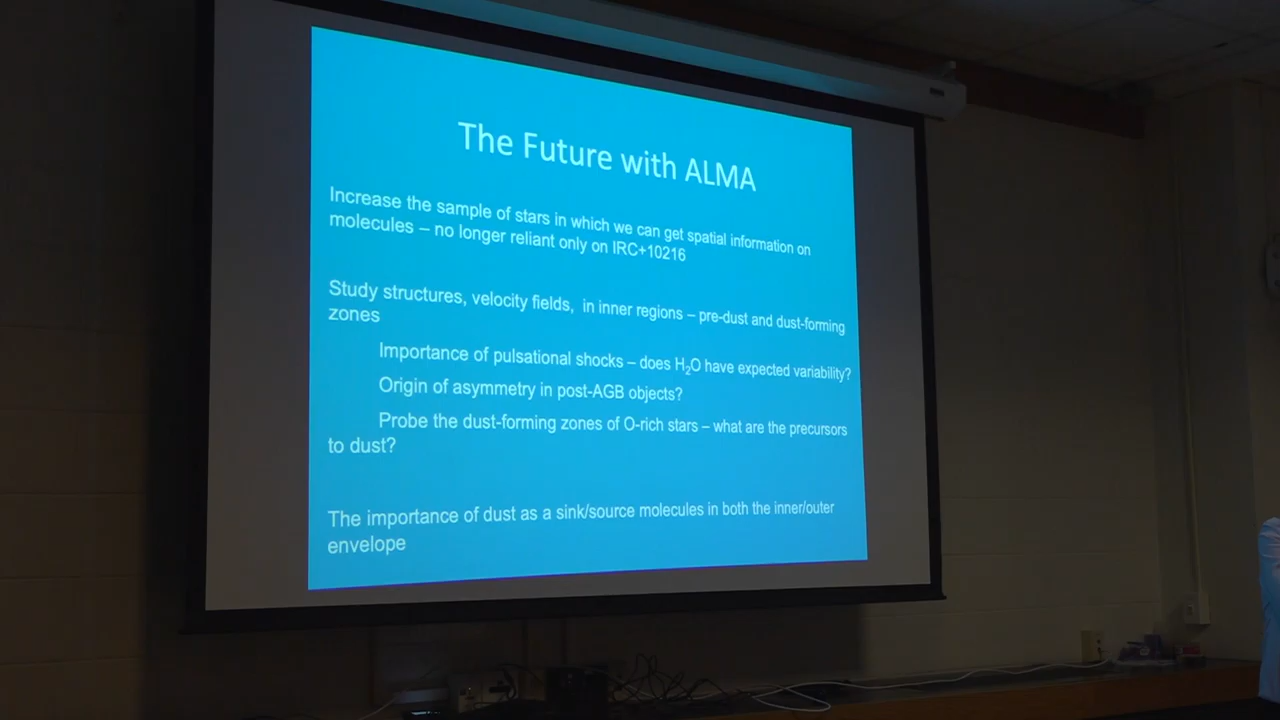 The Future with ALMA
Increase the sample of stars in which we can get spatial information on
molecules – no longer reliant only on IRC+10216
Study structures, velocity fields,  in inner regions – pre-dust and dust-forming
zones
Importance of pulsational shocks – does H₂O have expected variability?
Origin of asymmetry in post-AGB objects?
Probe the dust-forming zones of O-rich stars – what are the precursors
to dust?
The importance of dust as a sink/source molecules in both the inner/outer
envelope